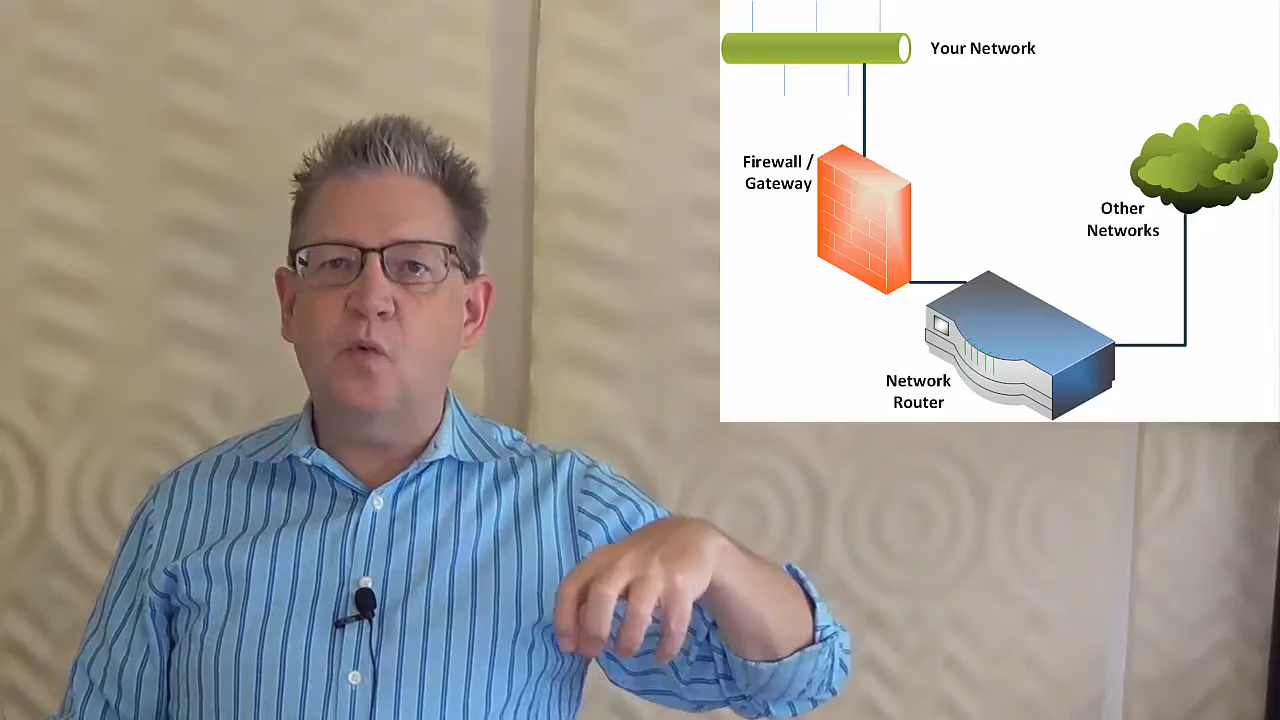 Your Network
Firewall /
Gateway
Other
Networks
Network
Router